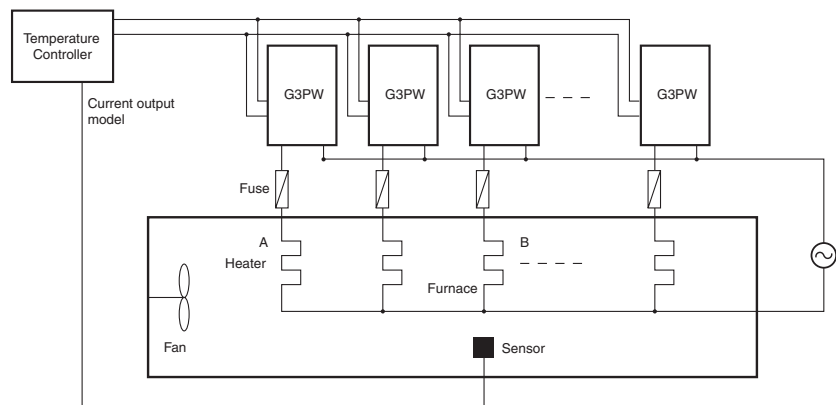 Temperature
Controller
G3PW
G3PW
G3PW
G3PW
Current output
model
Fuse
A
B
Heater
Furnace
Fan
Sensor